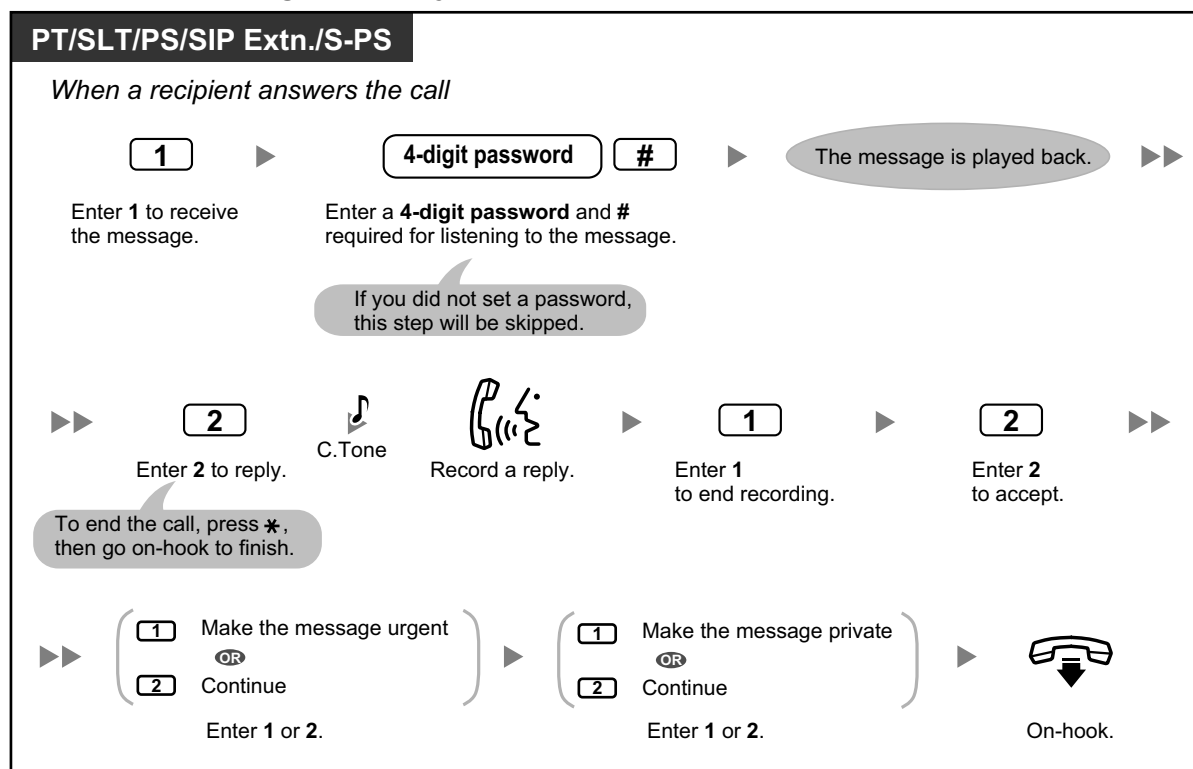 PT/SLT/PS/SIP Extn./S-PS
When a recipient answers the call
1
4-digit password
#
The message is played back.
Enter 1 to receive
the message.
Enter a 4-digit password and #
required for listening to the message.
If you did not set a password,
this step will be skipped.
2
C.Tone
1
2
Enter 2 to reply.
Record a reply.
Enter 1
to end recording.
Enter 2
to accept.
To end the call, press *,
then go on-hook to finish.
1 Make the message urgent
OR
2 Continue
Enter 1 or 2.
1 Make the message private
OR
2 Continue
Enter 1 or 2.
On-hook.